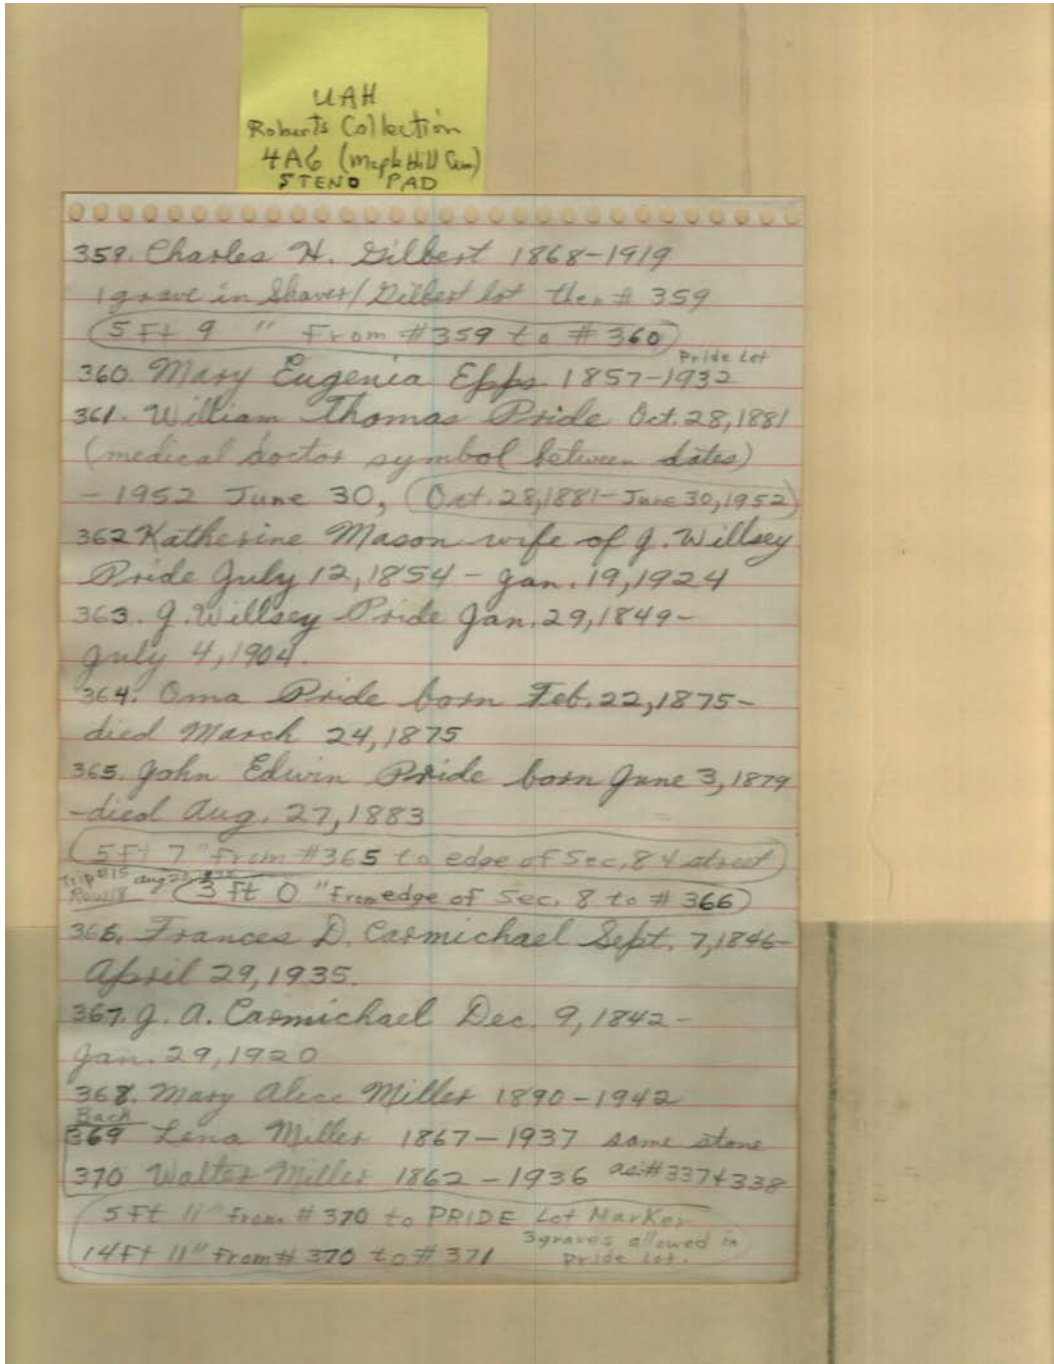 UAH
Roberts Collection
4A6 (Maple Hill Cem)
STENO PAD
359. Charles H. Gilbert 1868-1919
1 grave in Shaver/Gilbert lot then # 359
5 Ft 9 " From #359 to # 360
Pride Lot
360. Mary Eugenia Epps 1857-1932
361. William Thomas Pride Oct. 28, 1881
(medical doctor symbol between dates)
- 1952 June 30, (Oct. 28, 1881-June 30, 1952)
362 Katherine Mason wife of J. Willsey
Pride July 12, 1854 - Jan. 19, 1924
363. J. Willsey Pride Jan. 29, 1849-
July 4, 1904.
364. Oma Pride born Feb. 22, 1875-
died March 24, 1875
365. John Edwin Pride born June 3, 1879
-died Aug. 27, 1883
5 Ft 7 " From #365 to edge of Sec. 8 & street
Trip #15 Aug 20,
Row 18 3 ft 0 " From edge of Sec. 8 to # 366
366. Frances D. Carmichael Sept. 7, 1846-
April 29, 1935.
367. J. A. Carmichael Dec. 9, 1842-
Jan. 29, 1920
368. Mary Alice Miller 1890-1942
Back
369 Lena Miller 1867-1937 same stone
370 Walter Miller 1862-1936 as #337 & 338
5 Ft 11" From #370 to PRIDE Lot Marker
14 Ft 11" From # 370 to # 371
graves allowed in
Pride Lot.